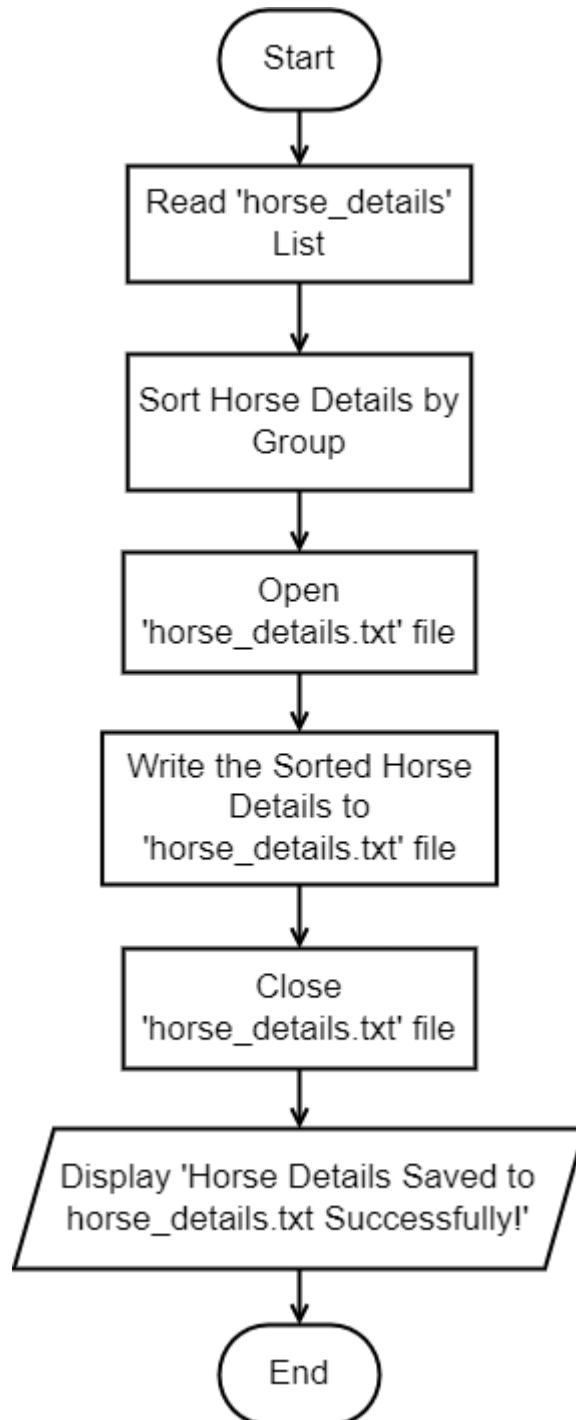 Start
Read 'horse_details'
List
Sort Horse Details by
Group
Open
'horse_details.txt' file
Write the Sorted Horse
Details to
'horse_details.txt' file
Close
'horse_details.txt' file
Display 'Horse Details Saved to
horse_details.txt Successfully!'
End